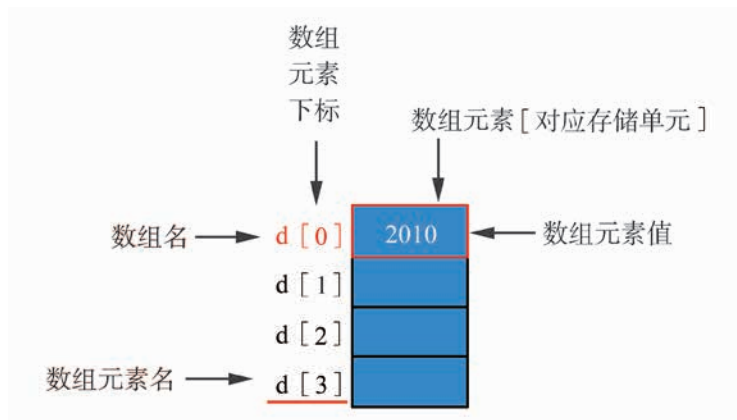 数组
元素
下标
数组元素[对应存储单元]
数组名
d[0]
2010
数组元素值
d[1]
d[2]
数组元素名
d[3]